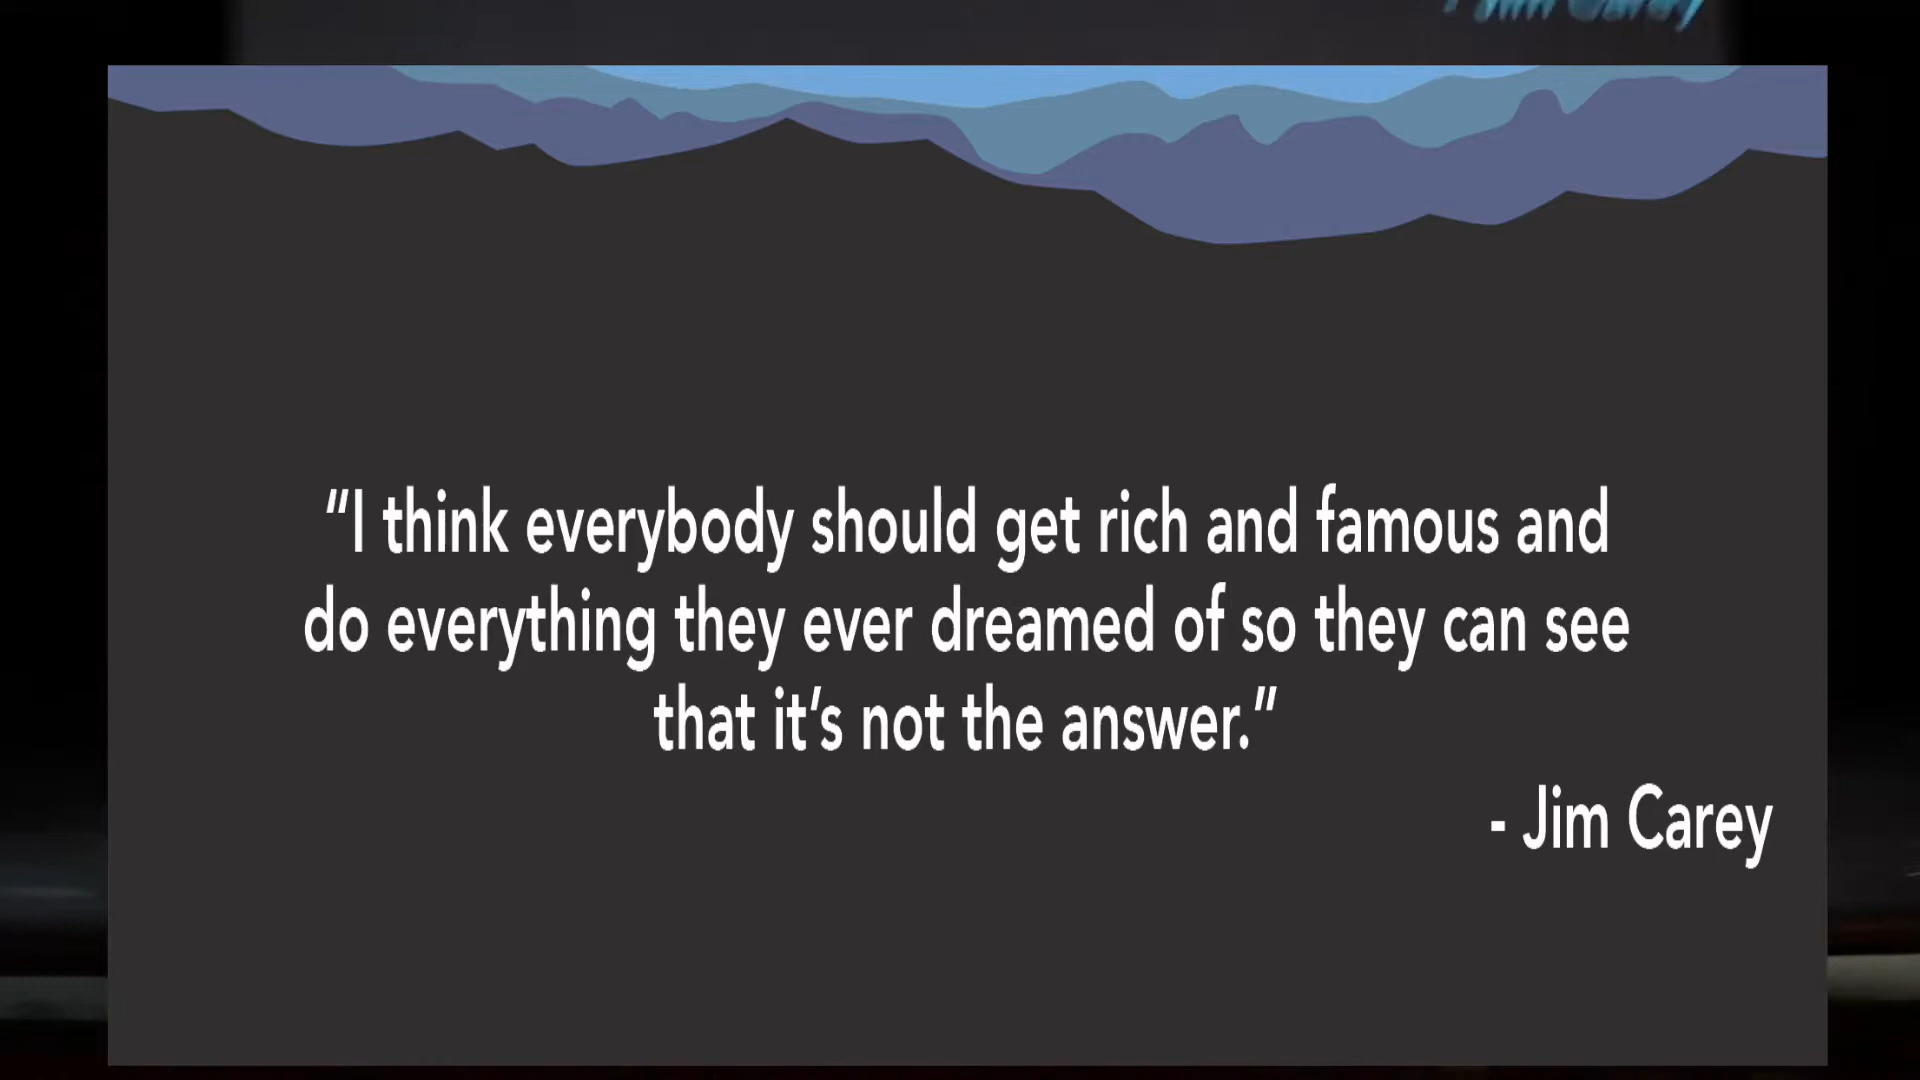 “I think everybody should get rich and famous and
do everything they ever dreamed of so they can see
that it’s not the answer.”
- Jim Carey